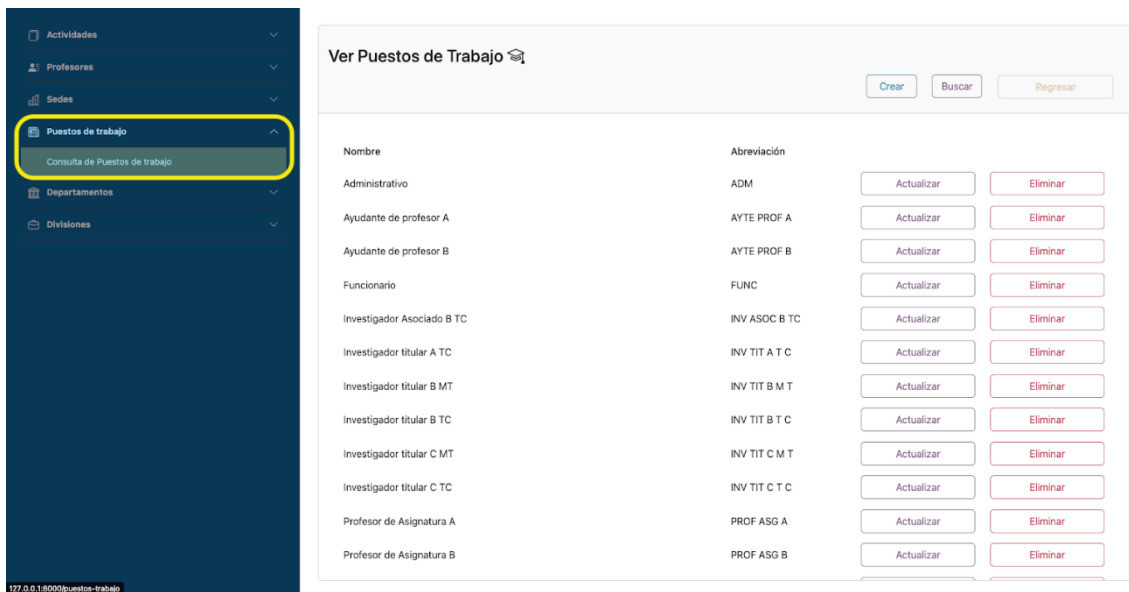 Actividades
Profesores
Sedes
Puestos de trabajo
Consulta de Puestos de trabajo
Departamentos
Divisiones
127.0.0.1:8000/puestos-trabajo
Ver Puestos de Trabajo
Crear Buscar Regresar
Nombre Abreviación
Administrativo ADM Actualizar Eliminar
Ayudante de profesor A AYTE PROF A Actualizar Eliminar
Ayudante de profesor B AYTE PROF B Actualizar Eliminar
Funcionario FUNC Actualizar Eliminar
Investigador Asociado B TC INV ASOC B TC Actualizar Eliminar
Investigador titular A TC INV TIT A T C Actualizar Eliminar
Investigador titular B MT INV TIT B M T Actualizar Eliminar
Investigador titular B TC INV TIT B T C Actualizar Eliminar
Investigador titular C MT INV TIT C M T Actualizar Eliminar
Investigador titular C TC INV TIT C T C Actualizar Eliminar
Profesor de Asignatura A PROF ASG A Actualizar Eliminar
Profesor de Asignatura B PROF ASG B Actualizar Eliminar